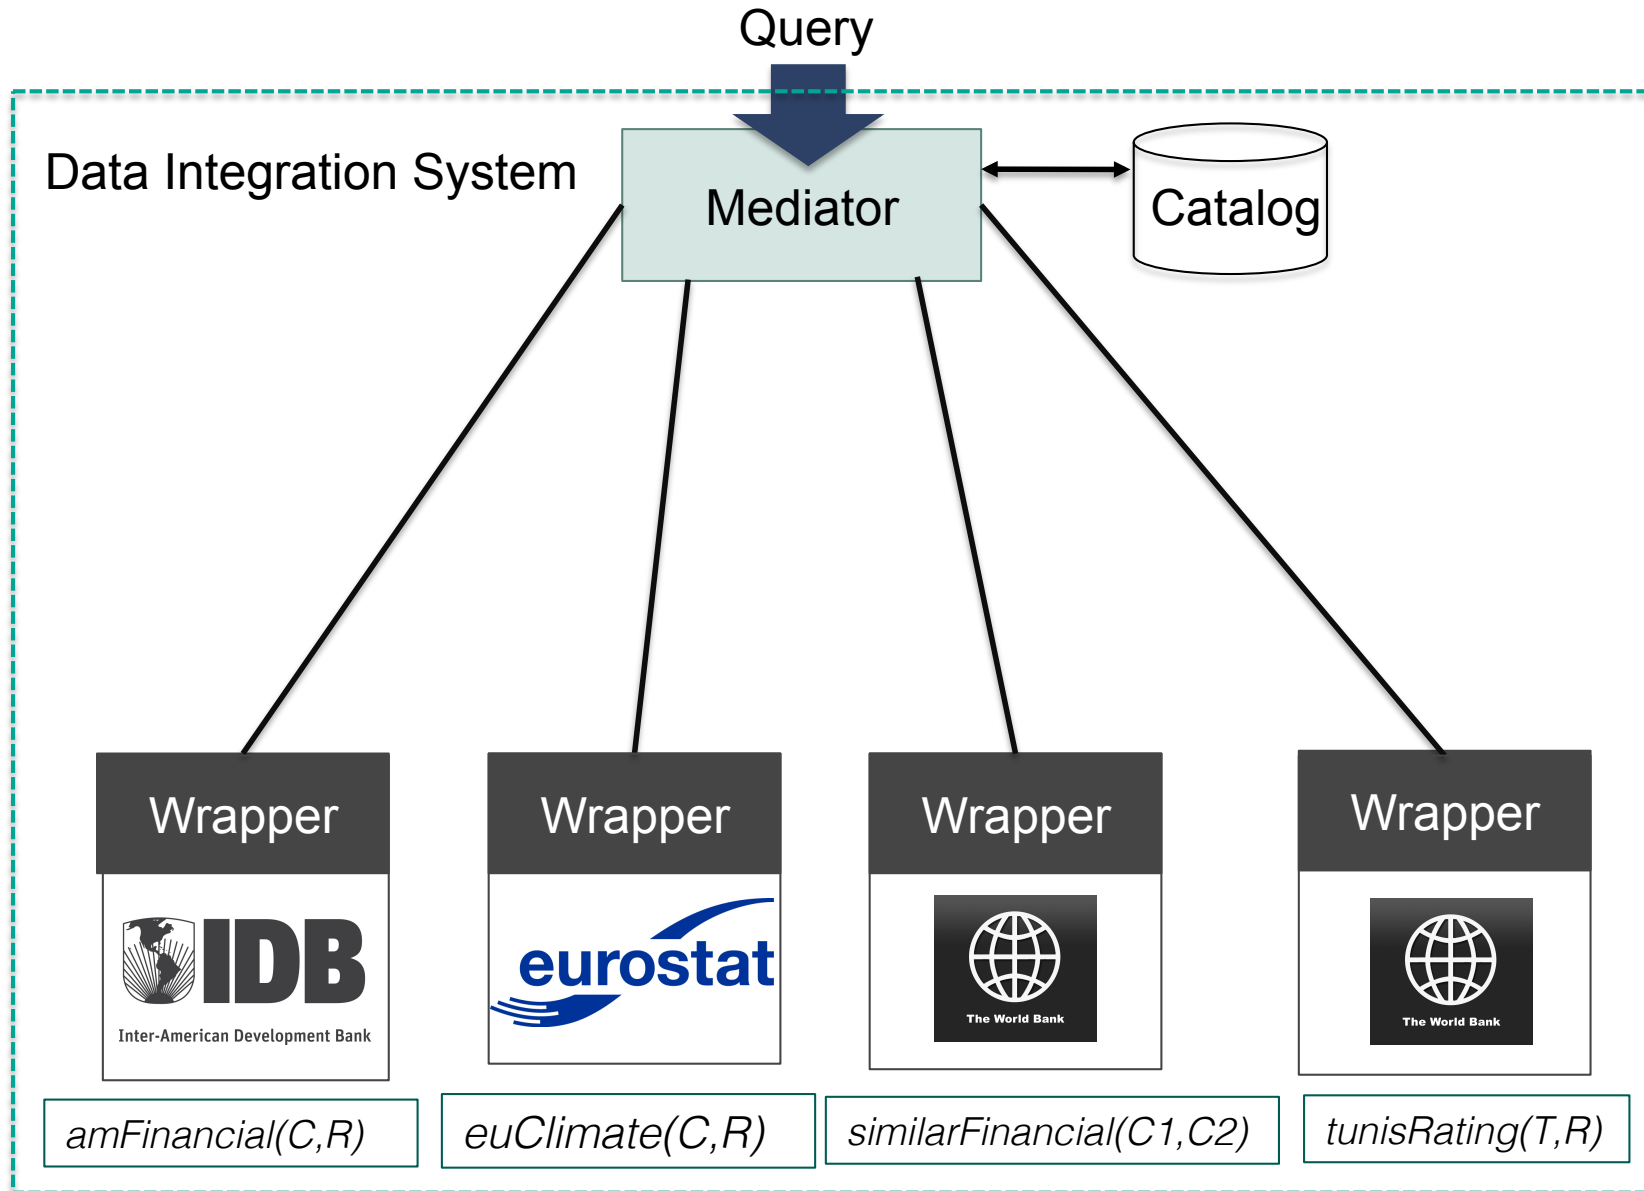 Query
Data Integration System
Mediator
Catalog
Wrapper
Wrapper
Wrapper
Wrapper
IDB
Inter-American Development Bank
eurostat
The World Bank
The World Bank
amFinancial(C,R)
euClimate(C,R)
similarFinancial(C1,C2)
tunisRating(T,R)